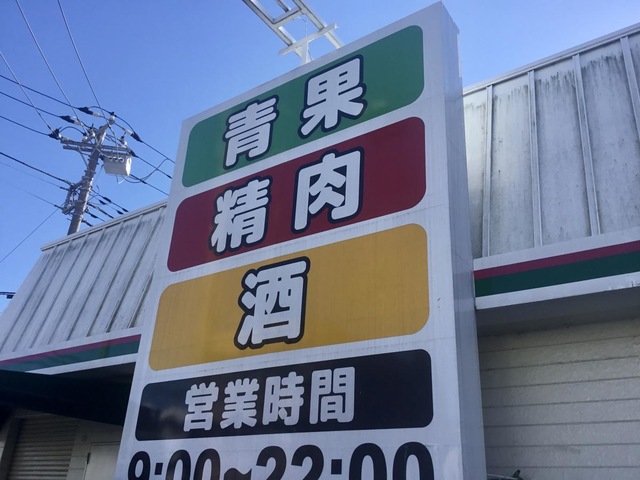 青果
精肉
酒
営業時間
9:00~22:00